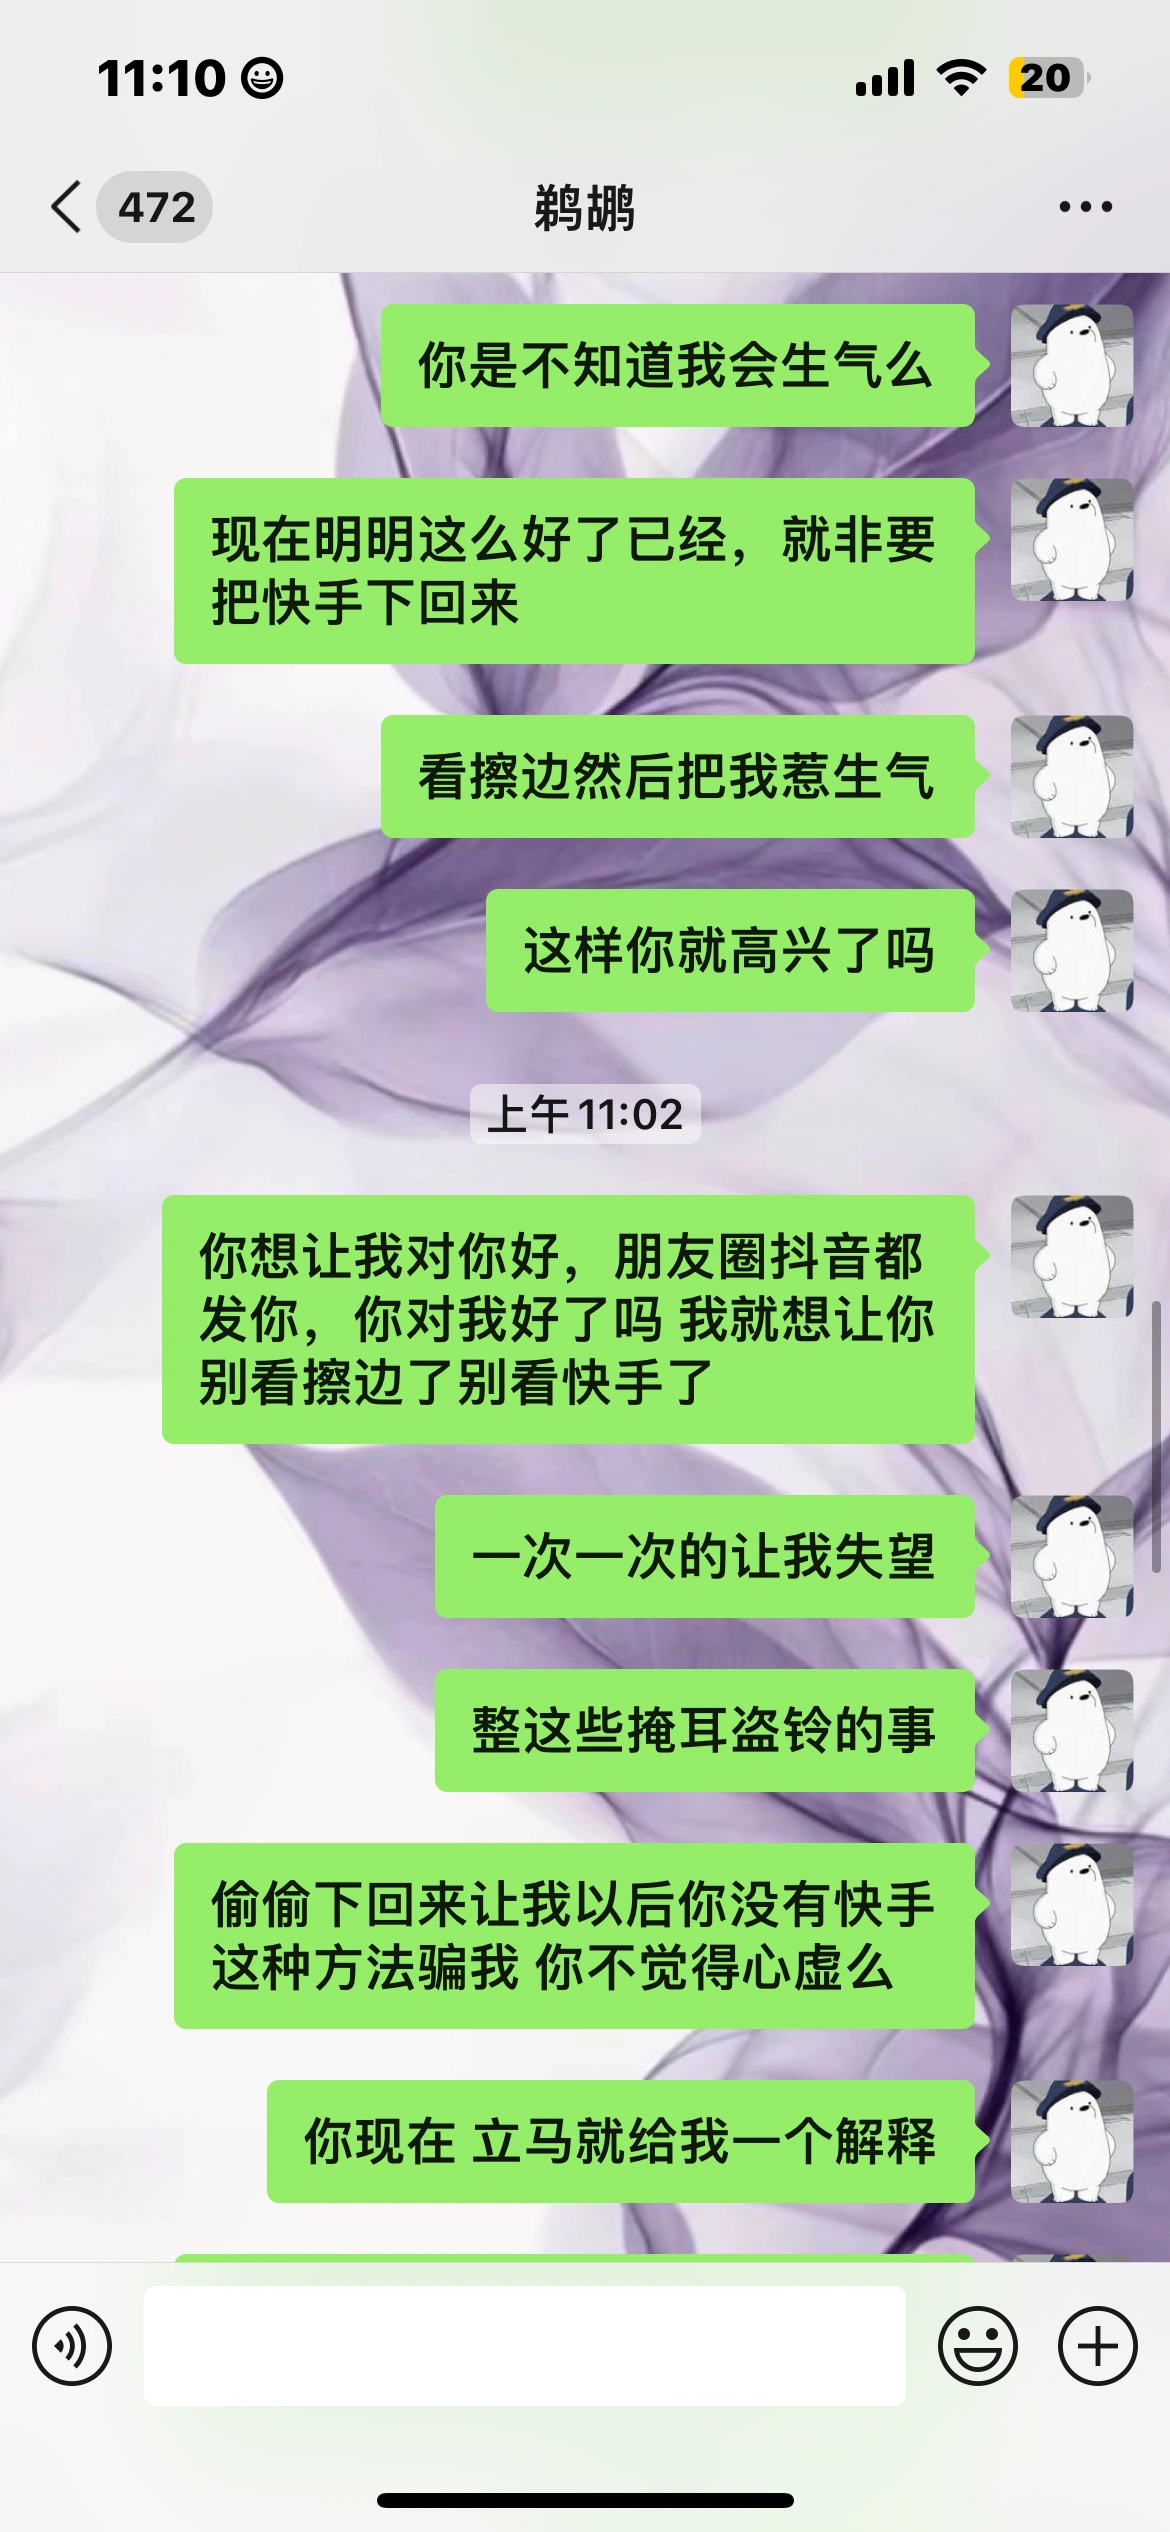 11:10
20
472
鹈鹕
你是不知道我会生气么
现在明明这么好了已经，就非要
把快手下回来
看擦边然后把我惹生气
这样你就高兴了吗
上午11:02
你想让我对你好，朋友圈抖音都
发你，你对我好了吗 我就想让你
别看擦边了别看快手了
一次一次的让我失望
整这些掩耳盗铃的事
偷偷下回来让我以后你没有快手
这种方法骗我 你不觉得心虚么
你现在 立马就给我一个解释